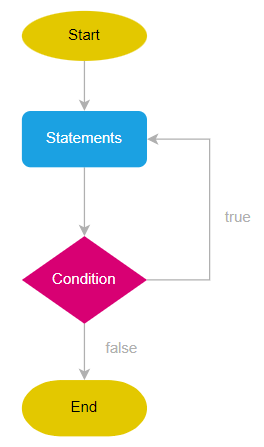 Start
Statements
true
Condition
false
End